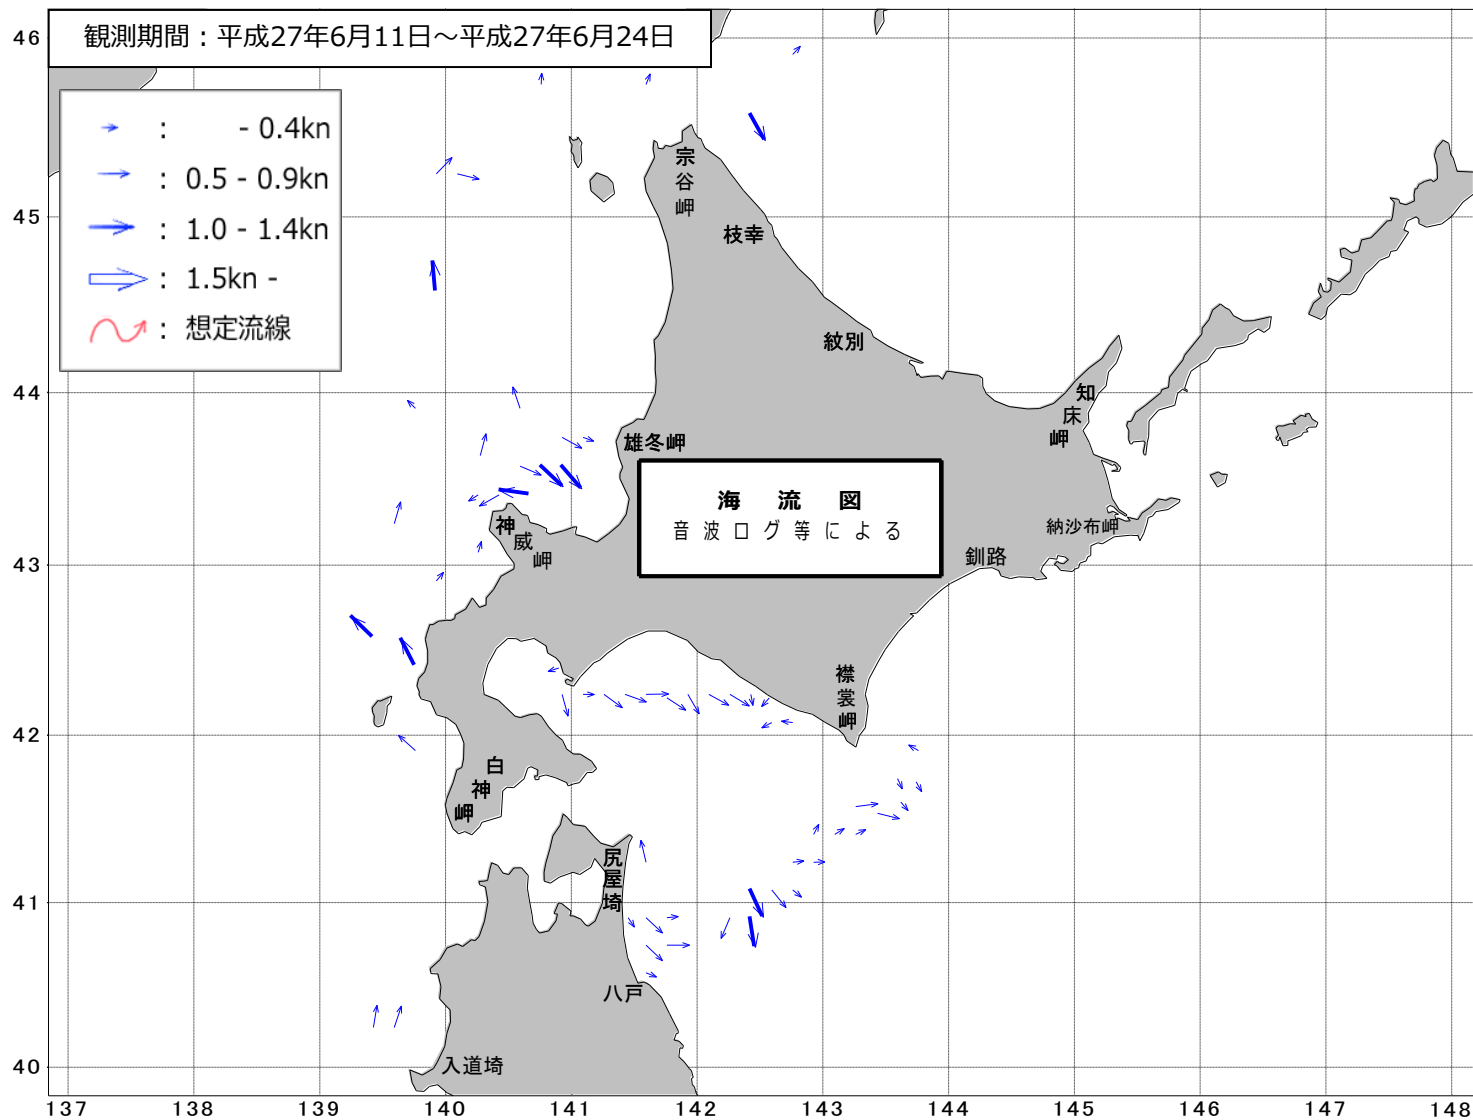 観測期間：平成27年6月11日～平成27年6月24日
： - 0.4kn
： 0.5 - 0.9kn
： 1.0 - 1.4kn
： 1.5kn -
： 想定流線
宗谷岬
枝幸
紋別
知床岬
雄冬岬
海流図
音波ログ等による
納沙布岬
神威岬
釧路
襟裳岬
白神岬
尻屋埼
八戸
入道埼
46
45
44
43
42
41
40
137 138 139 140 141 142 143 144 145 146 147 148